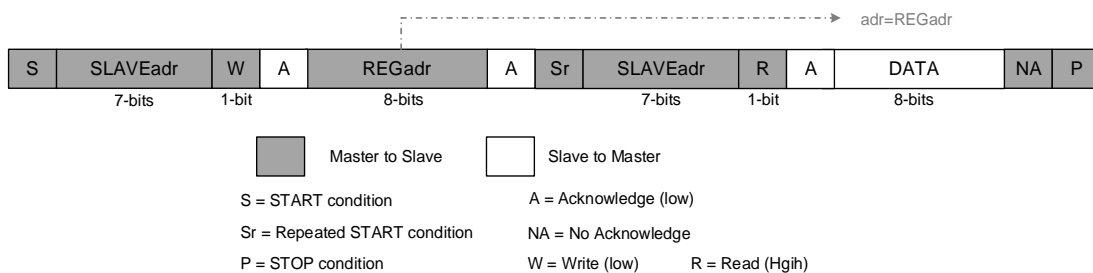 adr=REGadr
S SLAVEadr W A REGadr A Sr SLAVEadr R A DATA NA P
7-bits 1-bit 8-bits 7-bits 1-bit 8-bits
Master to Slave Slave to Master
S = START condition A = Acknowledge (low)
Sr = Repeated START condition NA = No Acknowledge
P = STOP condition W = Write (low) R = Read (Hgih)